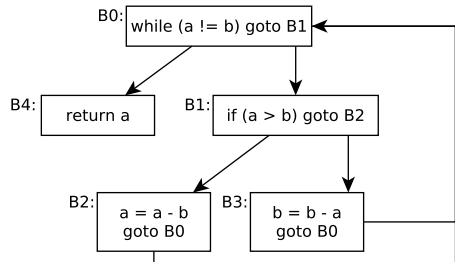 B0:
while (a != b) goto B1
B4:
return a
B1:
if (a > b) goto B2
B2:
a = a - b
goto B0
B3:
b = b - a
goto B0